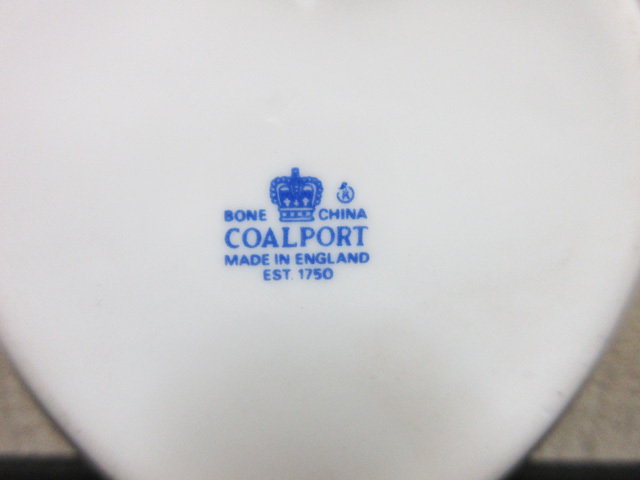 BONE CHINA
COALPORT
MADE IN ENGLAND
EST. 1750